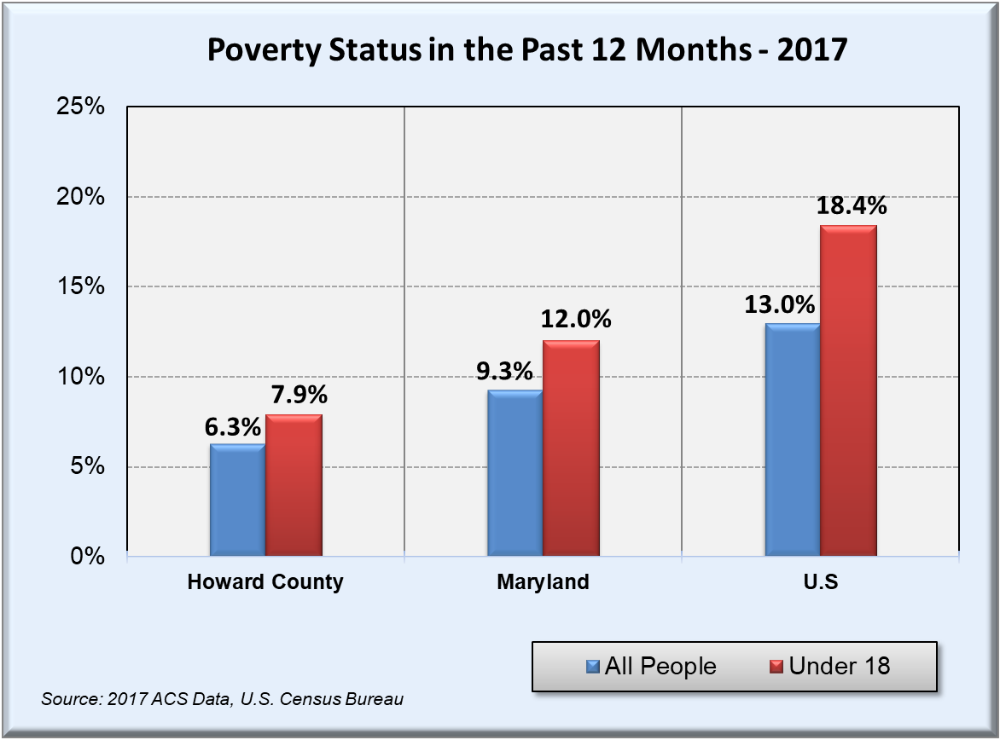 Poverty Status in the Past 12 Months - 2017
25%
20%
15%
10%
5%
0%
6.3%
7.9%
9.3%
12.0%
13.0%
18.4%
Howard County
Maryland
U.S
All People
Under 18
Source: 2017 ACS Data, U.S. Census Bureau